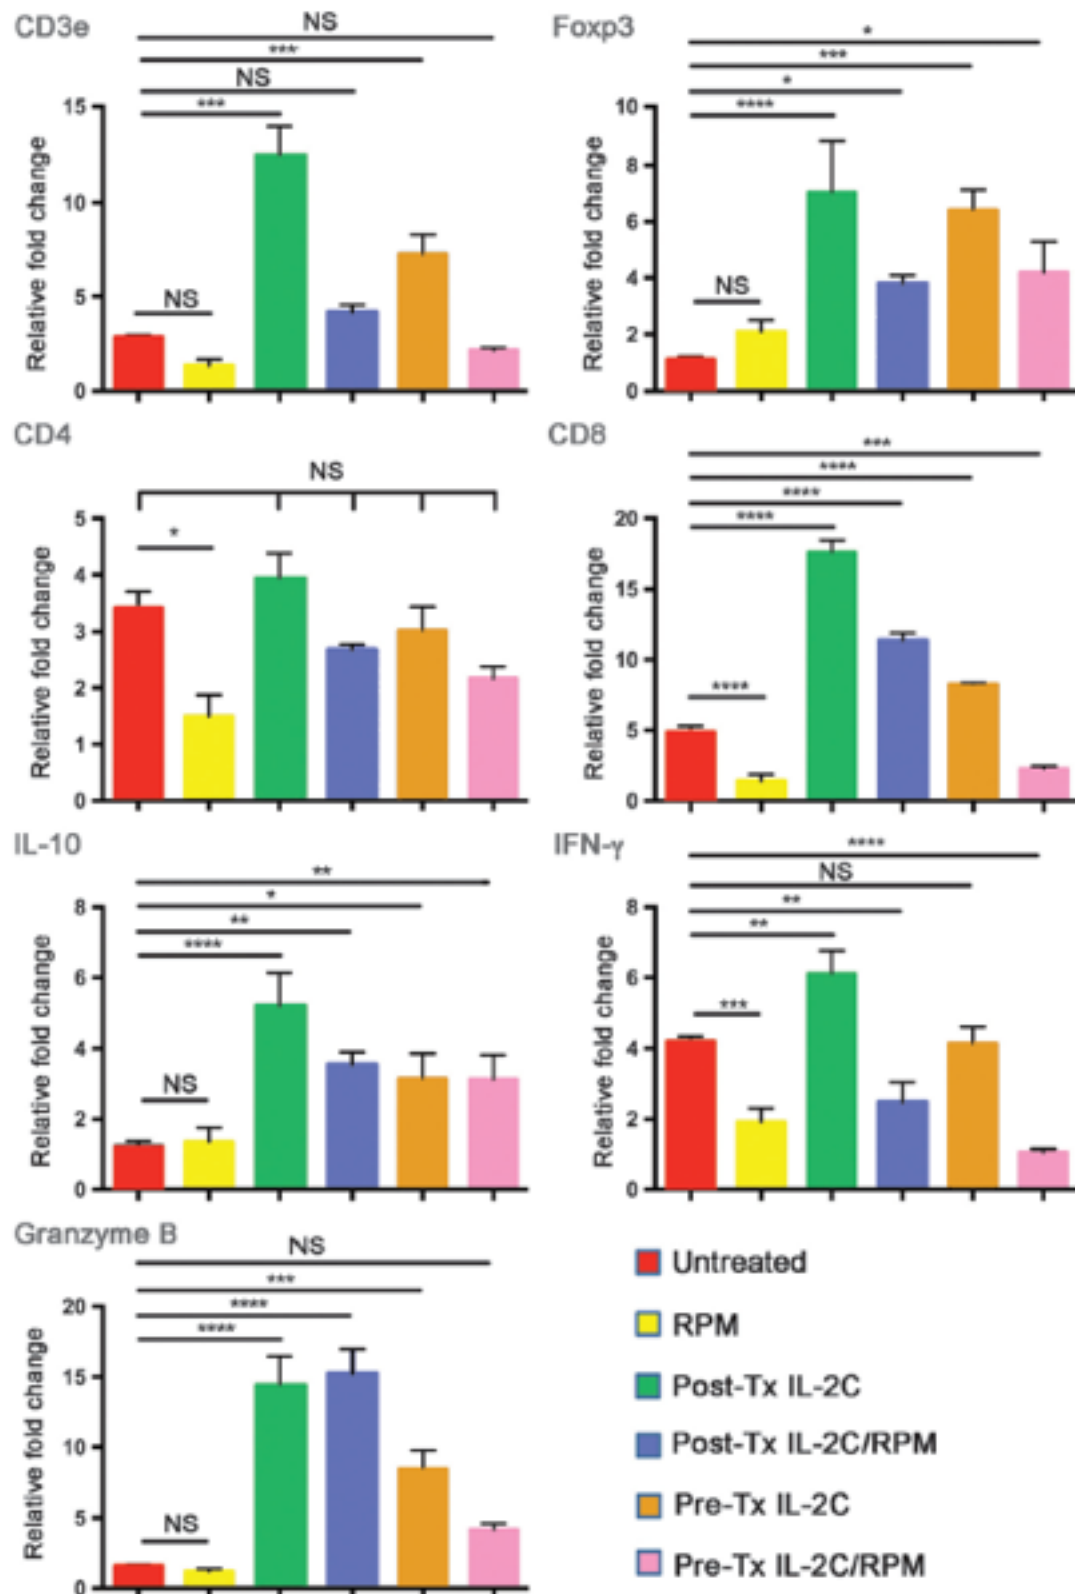 CD3e
NS
***
NS
***
15
10
5
0
Relative fold change
NS
Foxp3
*
***
*
****
10
8
6
4
2
0
Relative fold change
NS
CD4
NS
5
4
3
2
1
0
Relative fold change
*
CD8
***
****
****
****
20
15
10
5
0
Relative fold change
****
IL-10
**
*
**
****
8
6
4
2
0
Relative fold change
NS
IFN-γ
****
NS
**
**
8
6
4
2
0
Relative fold change
***
Granzyme B
NS
***
****
****
20
15
10
5
0
Relative fold change
NS
Untreated
RPM
Post-Tx IL-2C
Post-Tx IL-2C/RPM
Pre-Tx IL-2C
Pre-Tx IL-2C/RPM